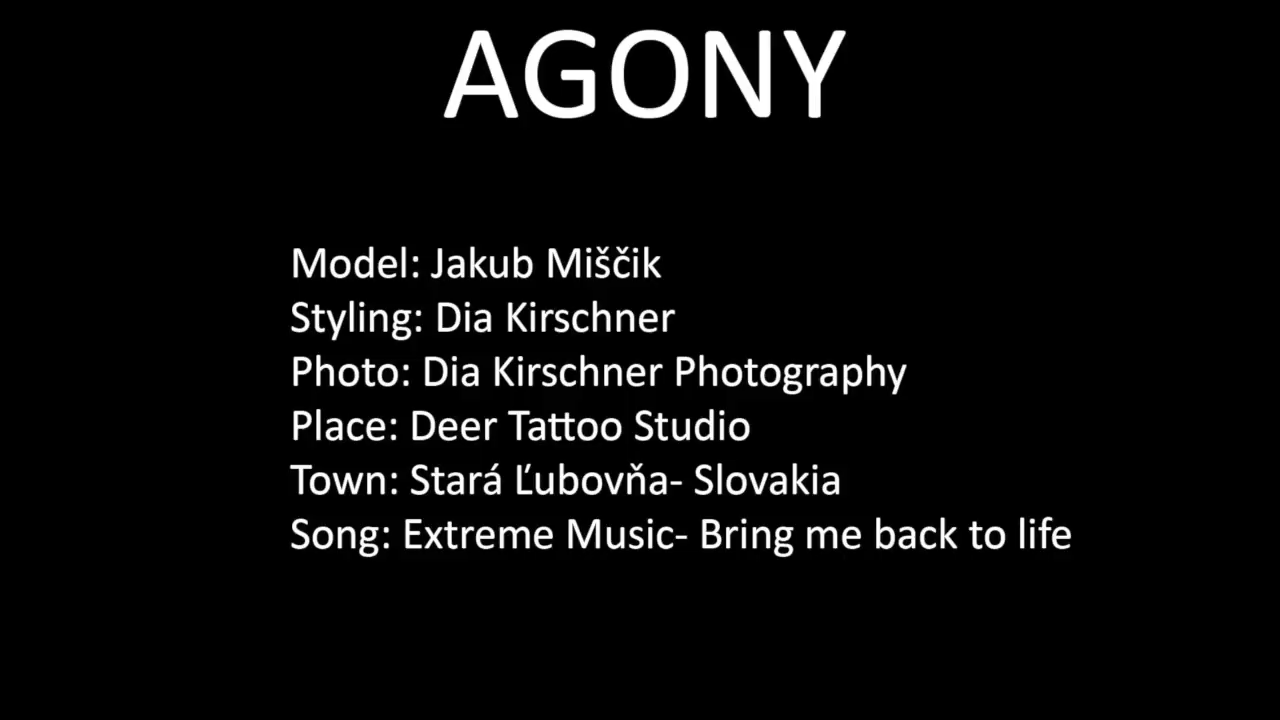 AGONY
Model: Jakub Miščik
Styling: Dia Kirschner
Photo: Dia Kirschner Photography
Place: Deer Tattoo Studio
Town: Stará Ľubovňa- Slovakia
Song: Extreme Music- Bring me back to life